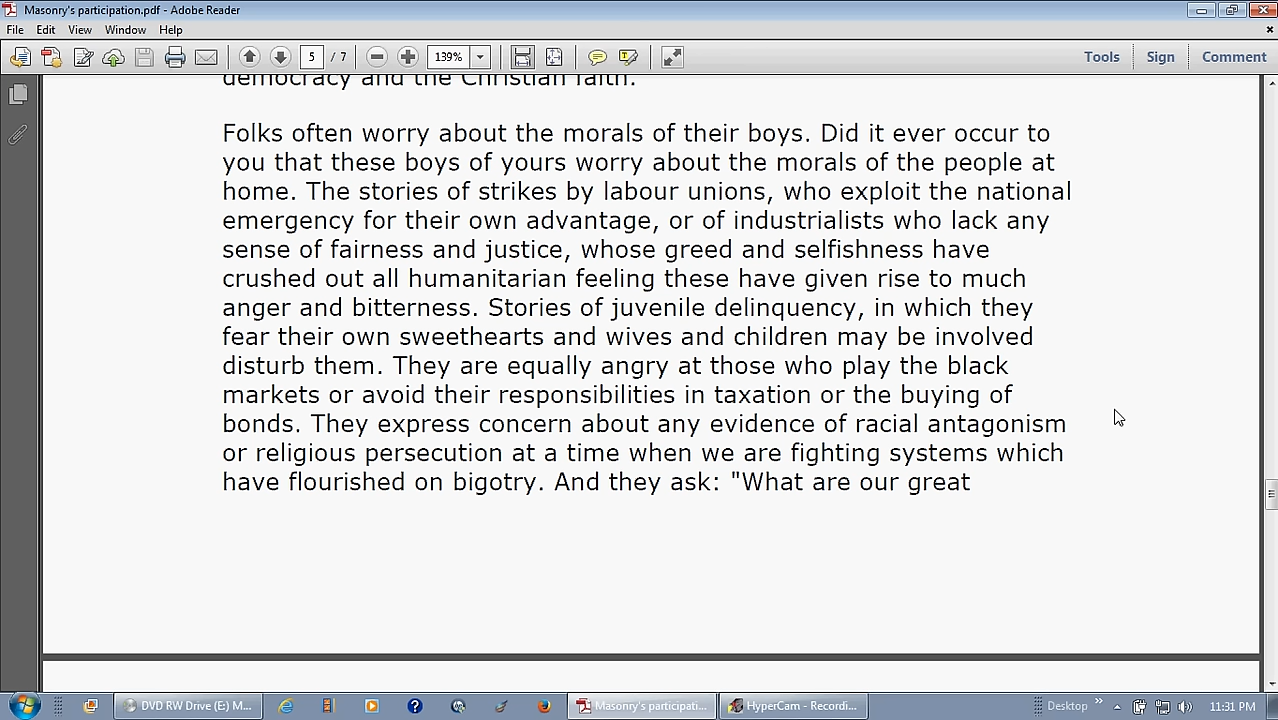 Masonry's participation.pdf - Adobe Reader
File Edit View Window Help
5 / 7 139% Tools Sign Comment
democracy and the Christian faith.
Folks often worry about the morals of their boys. Did it ever occur to
you that these boys of yours worry about the morals of the people at
home. The stories of strikes by labour unions, who exploit the national
emergency for their own advantage, or of industrialists who lack any
sense of fairness and justice, whose greed and selfishness have
crushed out all humanitarian feeling these have given rise to much
anger and bitterness. Stories of juvenile delinquency, in which they
fear their own sweethearts and wives and children may be involved
disturb them. They are equally angry at those who play the black
markets or avoid their responsibilities in taxation or the buying of
bonds. They express concern about any evidence of racial antagonism
or religious persecution at a time when we are fighting systems which
have flourished on bigotry. And they ask: "What are our great
DVD RW Drive (E:) M... Masonry's participati... HyperCam - Recordi... Desktop » 11:31 PM